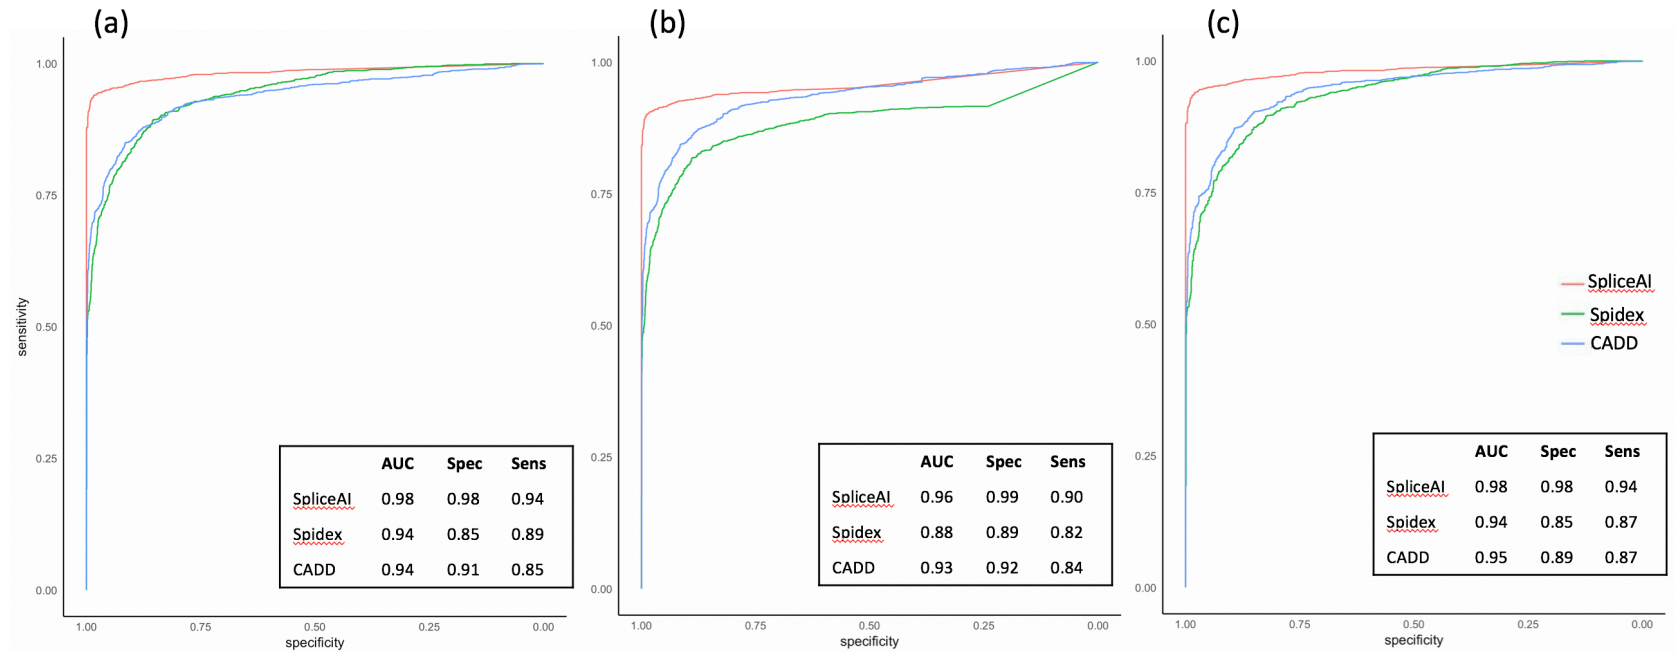 (a)
1.00
0.75
0.50
0.25
0.00
sensitivity
AUC Spec Sens
SpliceAI 0.98 0.98 0.94
Spidex 0.94 0.85 0.89
CADD 0.94 0.91 0.85
1.00 0.75 0.50 0.25 0.00
specificity
(b)
1.00
0.75
0.50
0.25
0.00
AUC Spec Sens
SpliceAI 0.96 0.99 0.90
Spidex 0.88 0.89 0.82
CADD 0.93 0.92 0.84
1.00 0.75 0.50 0.25 0.00
specificity
(c)
1.00
0.75
0.50
0.25
0.00
SpliceAI
Spidex
CADD
AUC Spec Sens
SpliceAI 0.98 0.98 0.94
Spidex 0.94 0.85 0.87
CADD 0.95 0.89 0.87
1.00 0.75 0.50 0.25 0.00
specificity